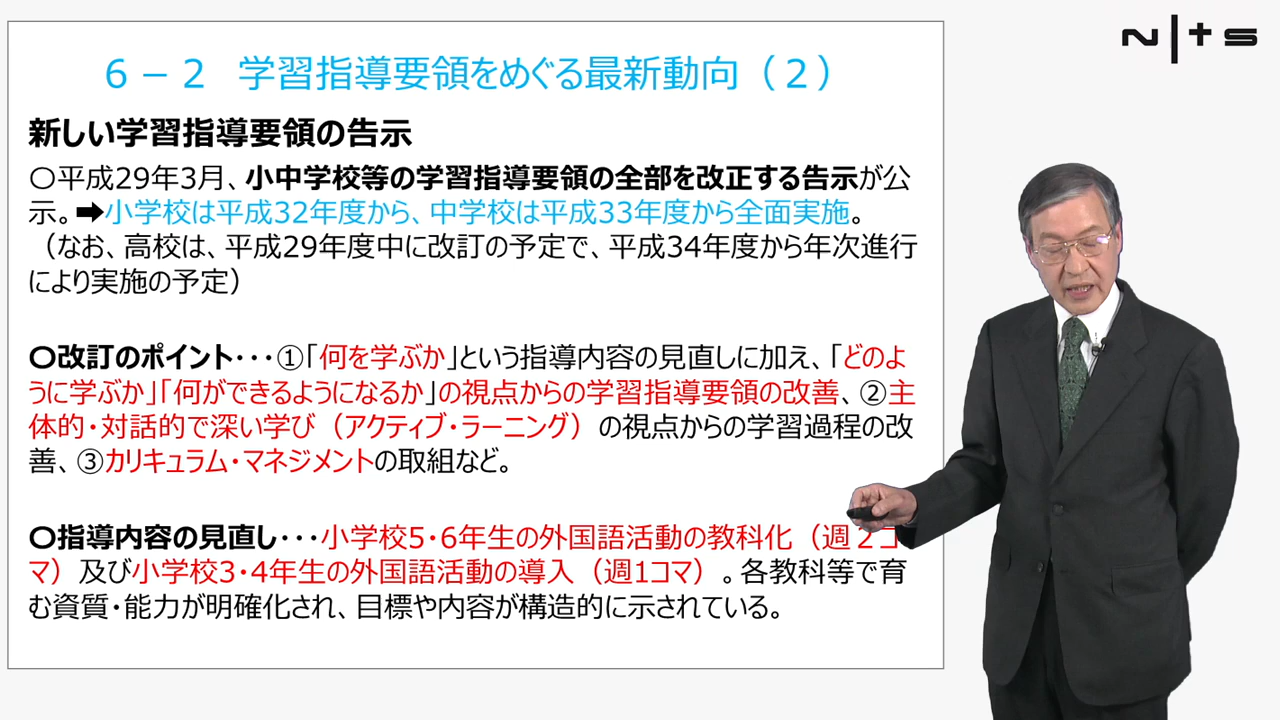 NITS
6－2　学習指導要領をめぐる最新動向（2）
新しい学習指導要領の告示
〇平成29年3月、小中学校等の学習指導要領の全部を改正する告示が公
示。➡小学校は平成32年度から、中学校は平成33年度から全面実施。
（なお、高校は、平成29年度中に改訂の予定で、平成34年度から年次進行
により実施の予定）
〇改訂のポイント・・・①「何を学ぶか」という指導内容の見直しに加え、「どのよ
うに学ぶか」「何ができるようになるか」の視点からの学習指導要領の改善、②主
体的・対話的で深い学び（アクティブ・ラーニング）の視点からの学習過程の改
善、③カリキュラム・マネジメントの取組など。
〇指導内容の見直し・・・小学校5・6年生の外国語活動の教科化（週２コ
マ）及び小学校3・4年生の外国語活動の導入（週1コマ）。各教科等で育
む資質・能力が明確化され、目標や内容が構造的に示されている。